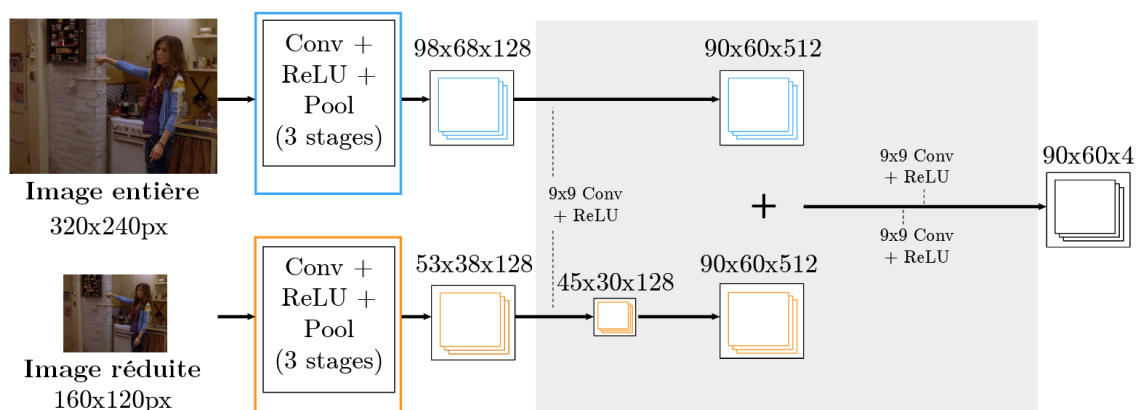 Conv +
ReLU +
Pool
(3 stages)
98x68x128
90x60x512
9x9 Conv
+ ReLU
+
9x9 Conv
+ ReLU
9x9 Conv
+ ReLU
90x60x4
Image entière
320x240px
Conv +
ReLU +
Pool
(3 stages)
53x38x128
45x30x128
90x60x512
Image réduite
160x120px